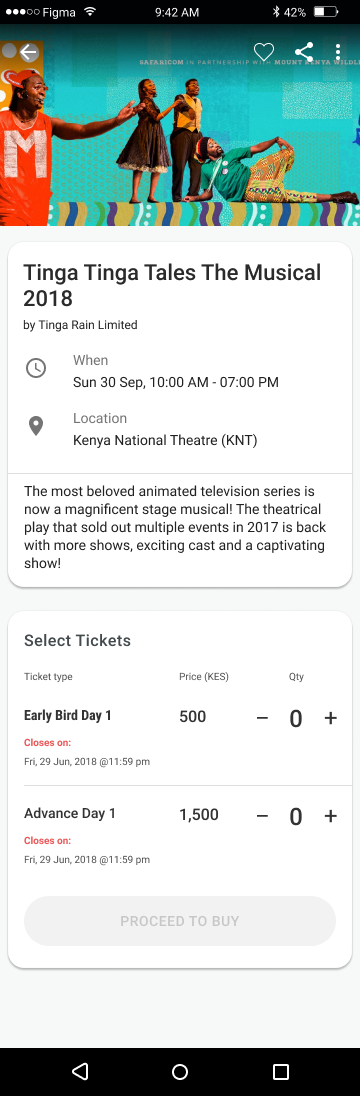 Figma
9:42 AM
42%
SAFARICOM IN PARTNERSHIP WITH MOUNT KENYA WILDL
M
Tinga Tinga Tales The Musical
2018
by Tinga Rain Limited
When
Sun 30 Sep, 10:00 AM - 07:00 PM
Location
Kenya National Theatre (KNT)
The most beloved animated television series is
now a magnificent stage musical! The theatrical
play that sold out multiple events in 2017 is back
with more shows, exciting cast and a captivating
show!
Select Tickets
Ticket type Price (KES) Qty
Early Bird Day 1 500 − 0 +
Closes on:
Fri, 29 Jun, 2018 @11:59 pm
Advance Day 1 1,500 − 0 +
Closes on:
Fri, 29 Jun, 2018 @11:59 pm
PROCEED TO BUY